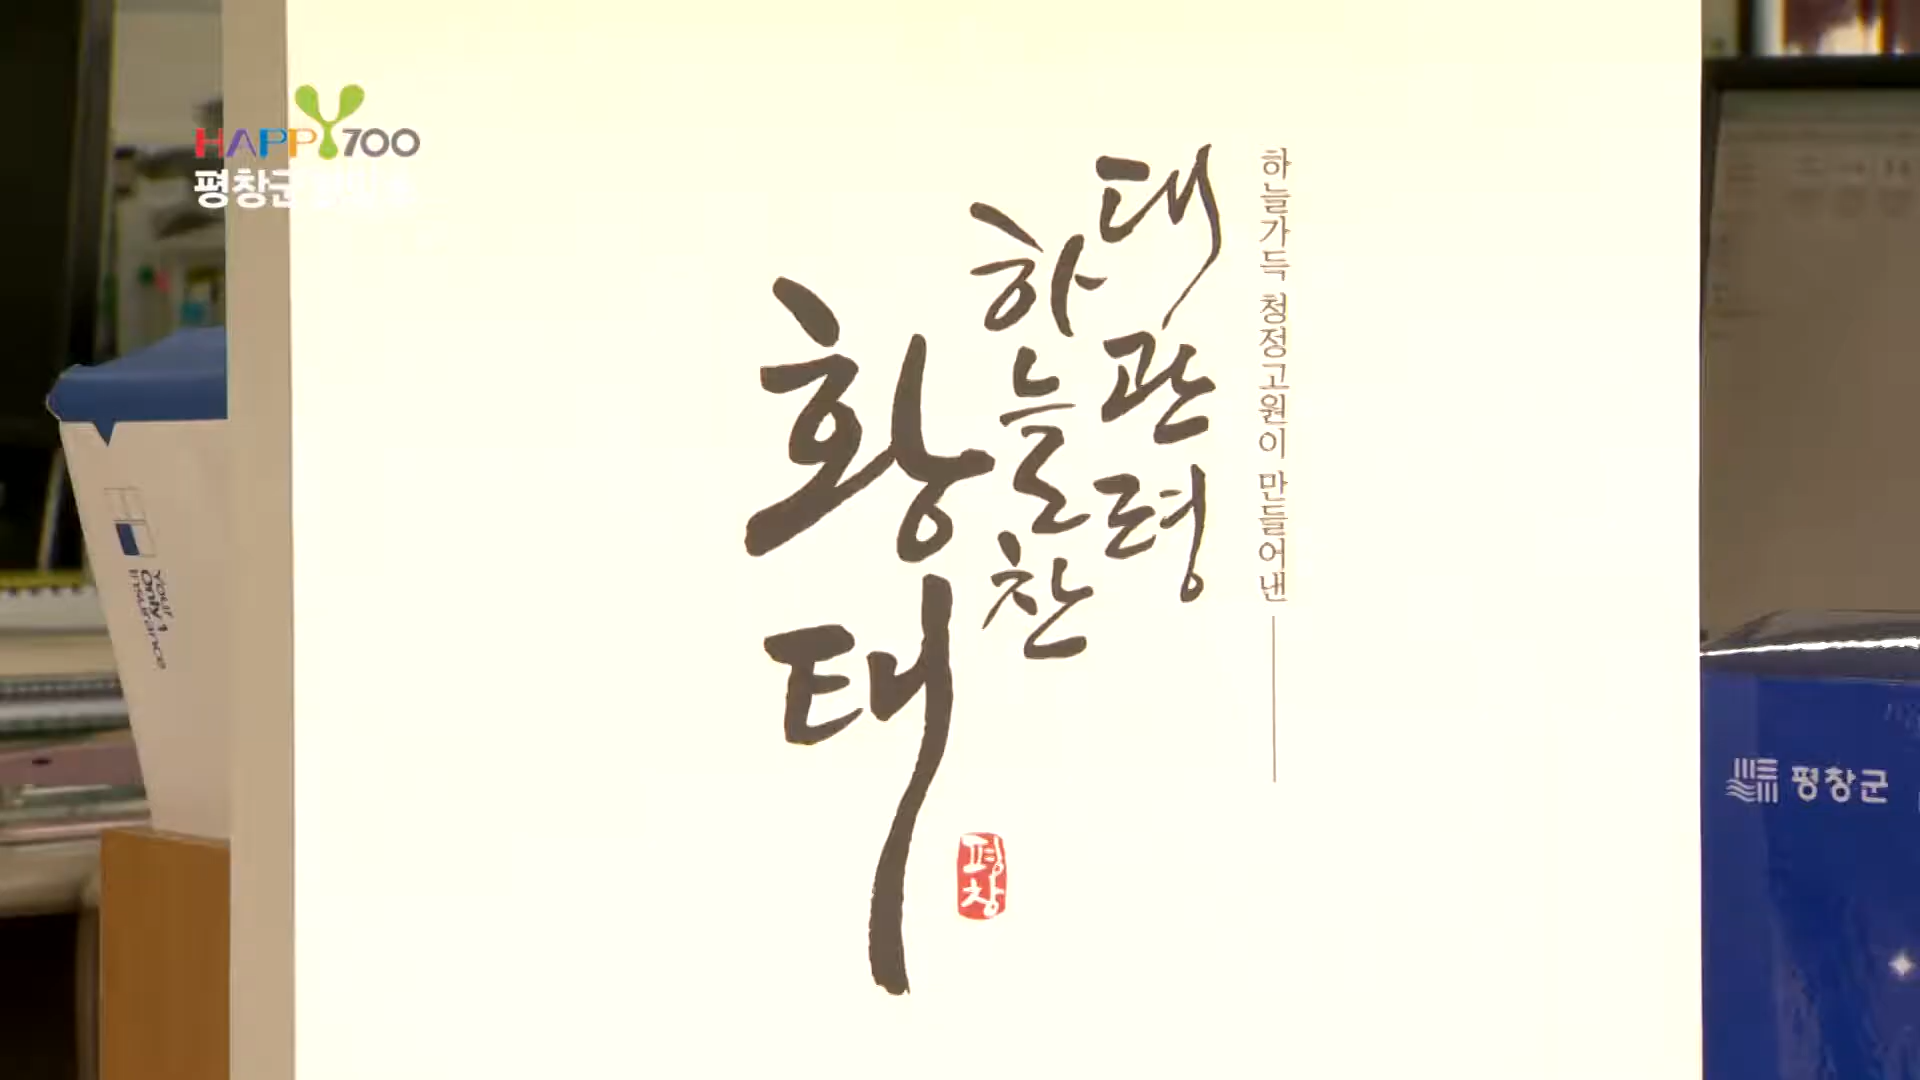 HAPPY700
평창군
하늘가득 청정고원이 만들어낸
대관령
하늘찬
황태
평창
Your
Only 1
Insurance
평창군